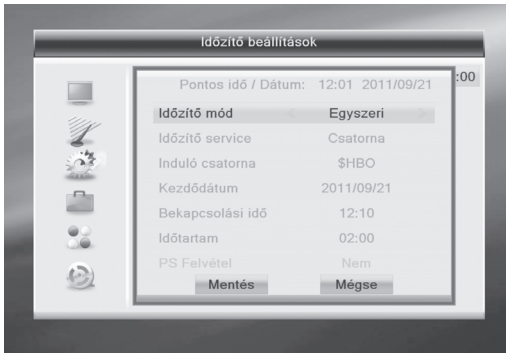 Időzítő beállítások
:00
Pontos idő / Dátum: 12:01 2011/09/21
Időzítő mód < Egyszeri >
Időzítő service Csatorna
Induló csatorna $HBO
Kezdődátum 2011/09/21
Bekapcsolási idő 12:10
Időtartam 02:00
PS Felvétel Nem
Mentés Mégse